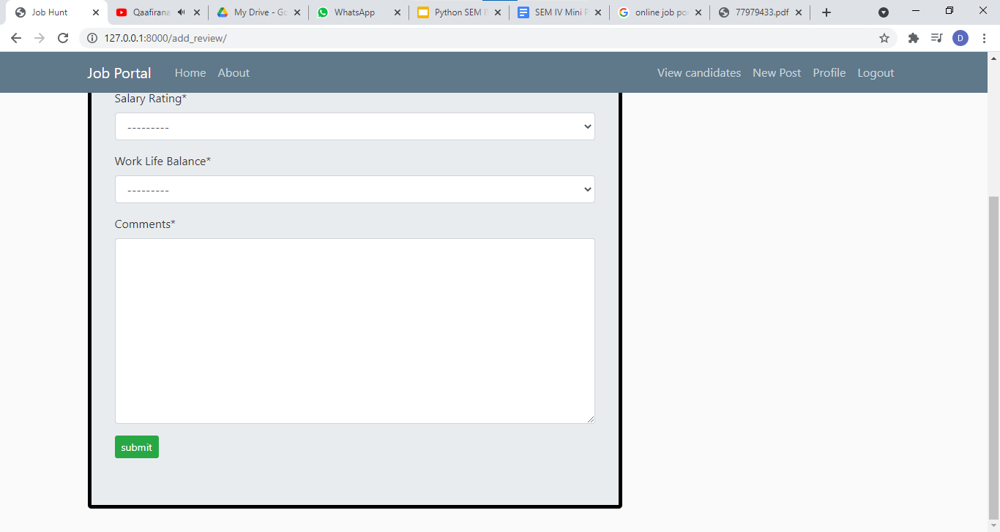 Job Hunt
Qaafirana
My Drive - Go
WhatsApp
Python SEM I
SEM IV Mini P
online job por
77979433.pdf
127.0.0.1:8000/add_review/
D
Job Portal Home About View candidates New Post Profile Logout
Salary Rating*
---------
Work Life Balance*
---------
Comments*
submit